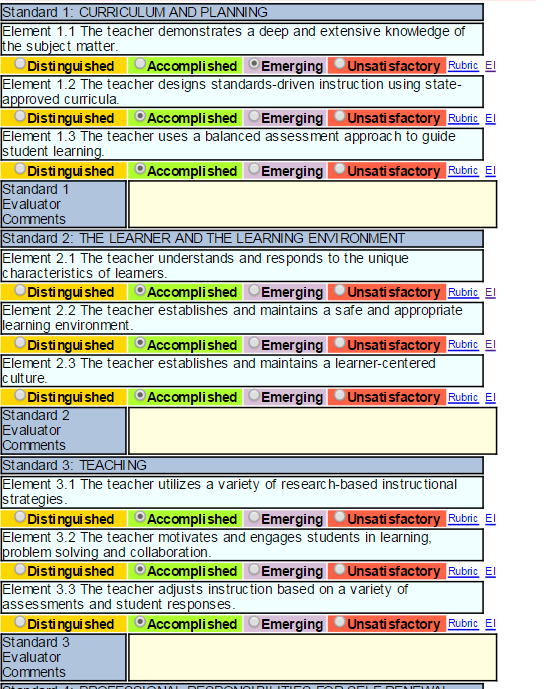 Standard 1: CURRICULUM AND PLANNING
Element 1.1 The teacher demonstrates a deep and extensive knowledge of
the subject matter.
Distinguished Accomplished Emerging Unsatisfactory Rubric EI
Element 1.2 The teacher designs standards-driven instruction using state-
approved curricula.
Distinguished Accomplished Emerging Unsatisfactory Rubric EI
Element 1.3 The teacher uses a balanced assessment approach to guide
student learning.
Distinguished Accomplished Emerging Unsatisfactory Rubric EI
Standard 1
Evaluator
Comments
Standard 2: THE LEARNER AND THE LEARNING ENVIRONMENT
Element 2.1 The teacher understands and responds to the unique
characteristics of learners.
Distinguished Accomplished Emerging Unsatisfactory Rubric EI
Element 2.2 The teacher establishes and maintains a safe and appropriate
learning environment.
Distinguished Accomplished Emerging Unsatisfactory Rubric EI
Element 2.3 The teacher establishes and maintains a learner-centered
culture.
Distinguished Accomplished Emerging Unsatisfactory Rubric EI
Standard 2
Evaluator
Comments
Standard 3: TEACHING
Element 3.1 The teacher utilizes a variety of research-based instructional
strategies.
Distinguished Accomplished Emerging Unsatisfactory Rubric EI
Element 3.2 The teacher motivates and engages students in learning,
problem solving and collaboration.
Distinguished Accomplished Emerging Unsatisfactory Rubric EI
Element 3.3 The teacher adjusts instruction based on a variety of
assessments and student responses.
Distinguished Accomplished Emerging Unsatisfactory Rubric EI
Standard 3
Evaluator
Comments
Standard 4: PROFESSIONAL RESPONSIBILITIES FOR SELF-RENEWAL